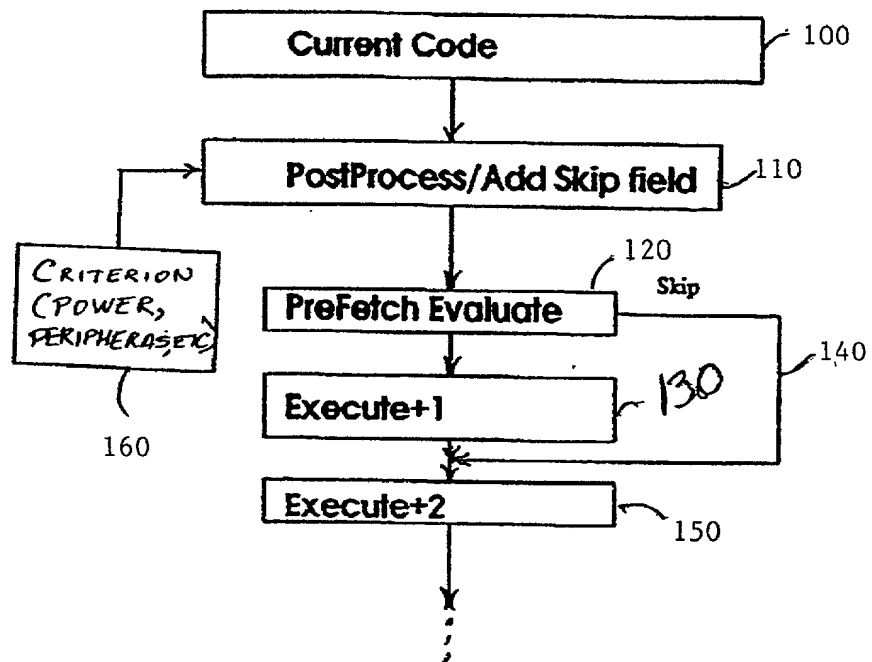 Current Code
100
PostProcess/Add Skip field
110
CRITERION
(POWER,
PERIPHERAS,ETC)
160
120
PreFetch Evaluate
Skip
140
Execute+1
130
Execute+2
150